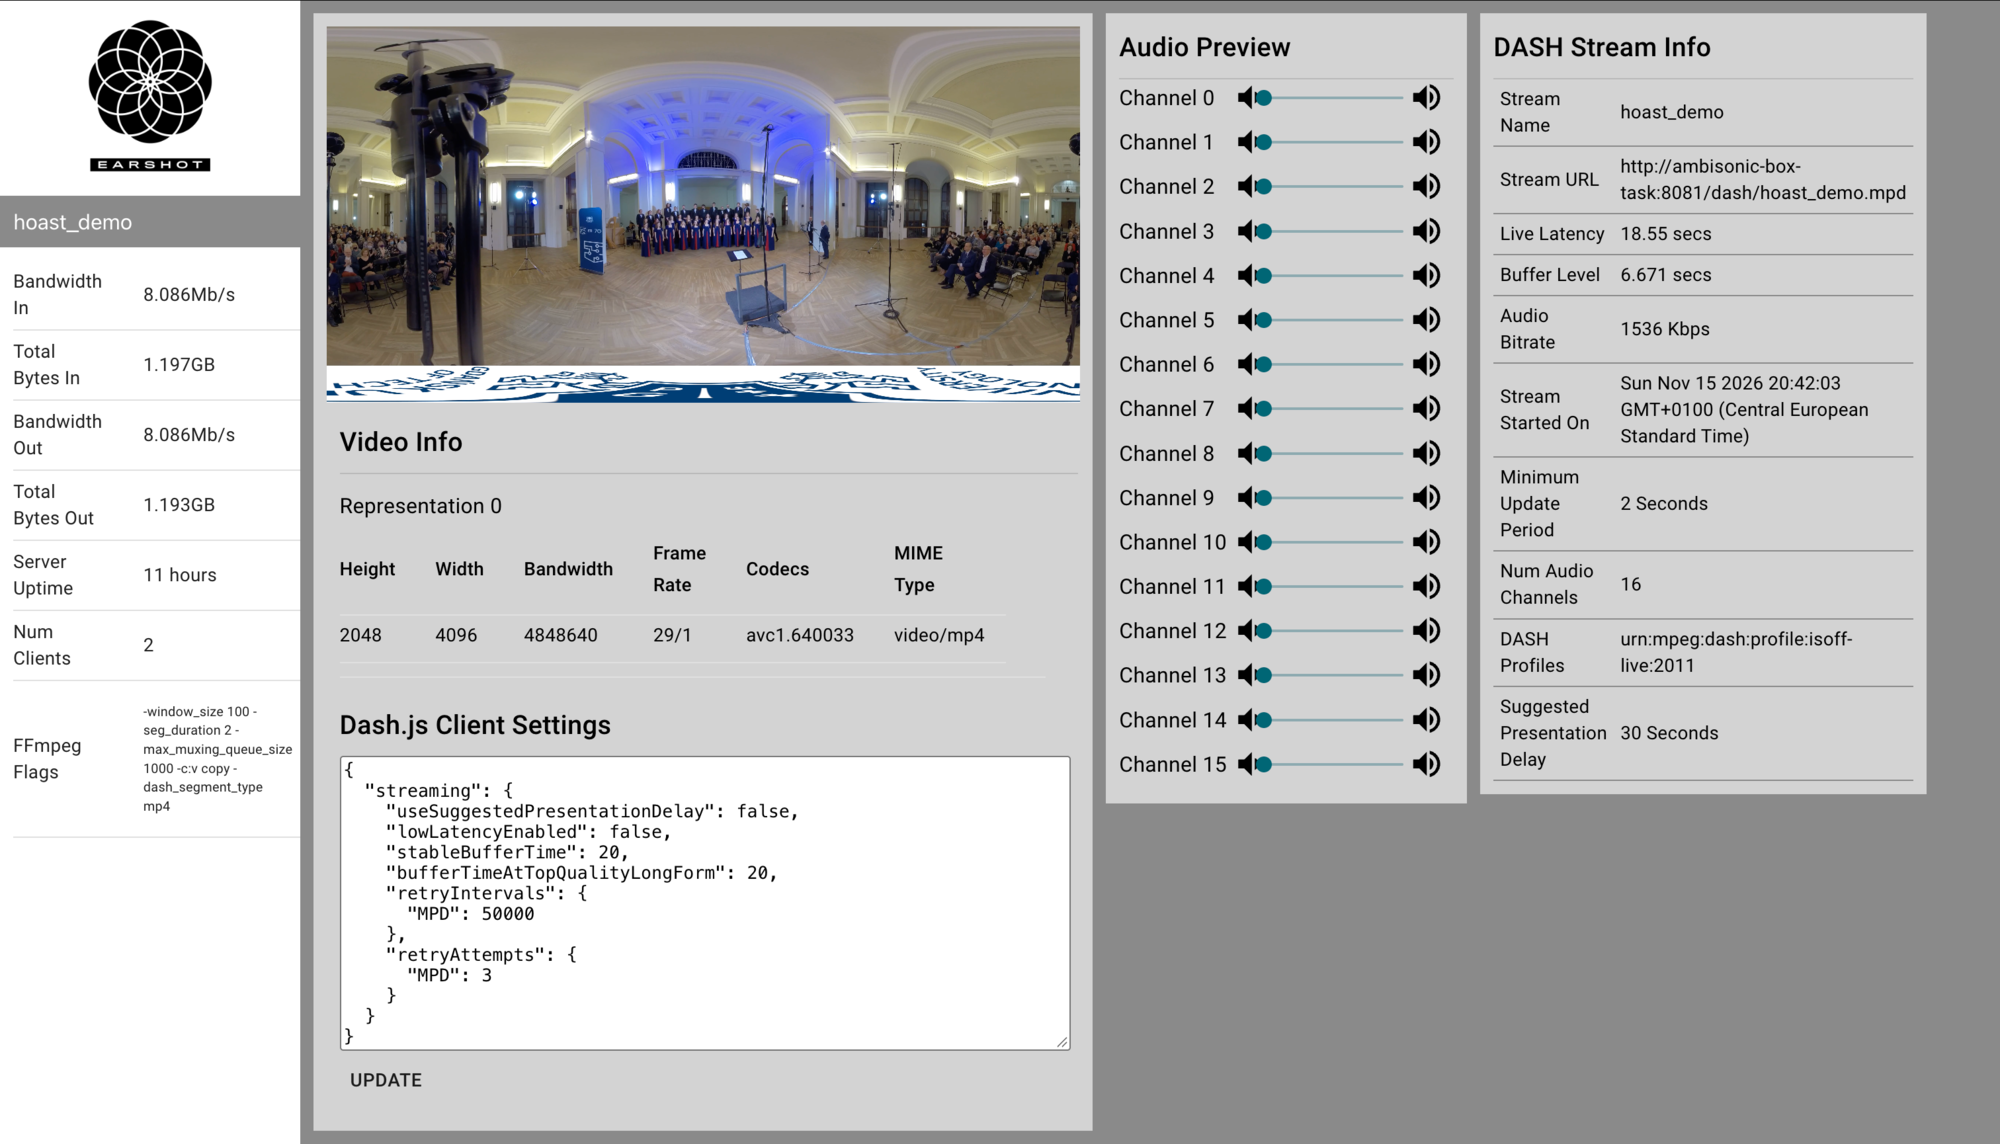 EARSHOT
hoast_demo
Bandwidth
In
8.086Mb/s
Total
Bytes In
1.197GB
Bandwidth
Out
8.086Mb/s
Total
Bytes Out
1.193GB
Server
Uptime
11 hours
Num
Clients
2
FFmpeg
Flags
-window_size 100 -
seg_duration 2 -
max_muxing_queue_size
1000 -c:v copy -
dash_segment_type
mp4
Video Info
Representation 0
Height Width Bandwidth Frame Rate Codecs MIME Type
2048 4096 4848640 29/1 avc1.640033 video/mp4
Dash.js Client Settings
{
  "streaming": {
    "useSuggestedPresentationDelay": false,
    "lowLatencyEnabled": false,
    "stableBufferTime": 20,
    "bufferTimeAtTopQualityLongForm": 20,
    "retryIntervals": {
      "MPD": 50000
    },
    "retryAttempts": {
      "MPD": 3
    }
  }
}
UPDATE
Audio Preview
Channel 0
Channel 1
Channel 2
Channel 3
Channel 4
Channel 5
Channel 6
Channel 7
Channel 8
Channel 9
Channel 10
Channel 11
Channel 12
Channel 13
Channel 14
Channel 15
DASH Stream Info
Stream
Name
hoast_demo
Stream URL
http://ambisonic-box-
task:8081/dash/hoast_demo.mpd
Live Latency 18.55 secs
Buffer Level 6.671 secs
Audio
Bitrate
1536 Kbps
Stream
Started On
Sun Nov 15 2026 20:42:03
GMT+0100 (Central European
Standard Time)
Minimum
Update
Period
2 Seconds
Num Audio
Channels
16
DASH
Profiles
urn:mpeg:dash:profile:isoff-
live:2011
Suggested
Presentation
Delay
30 Seconds